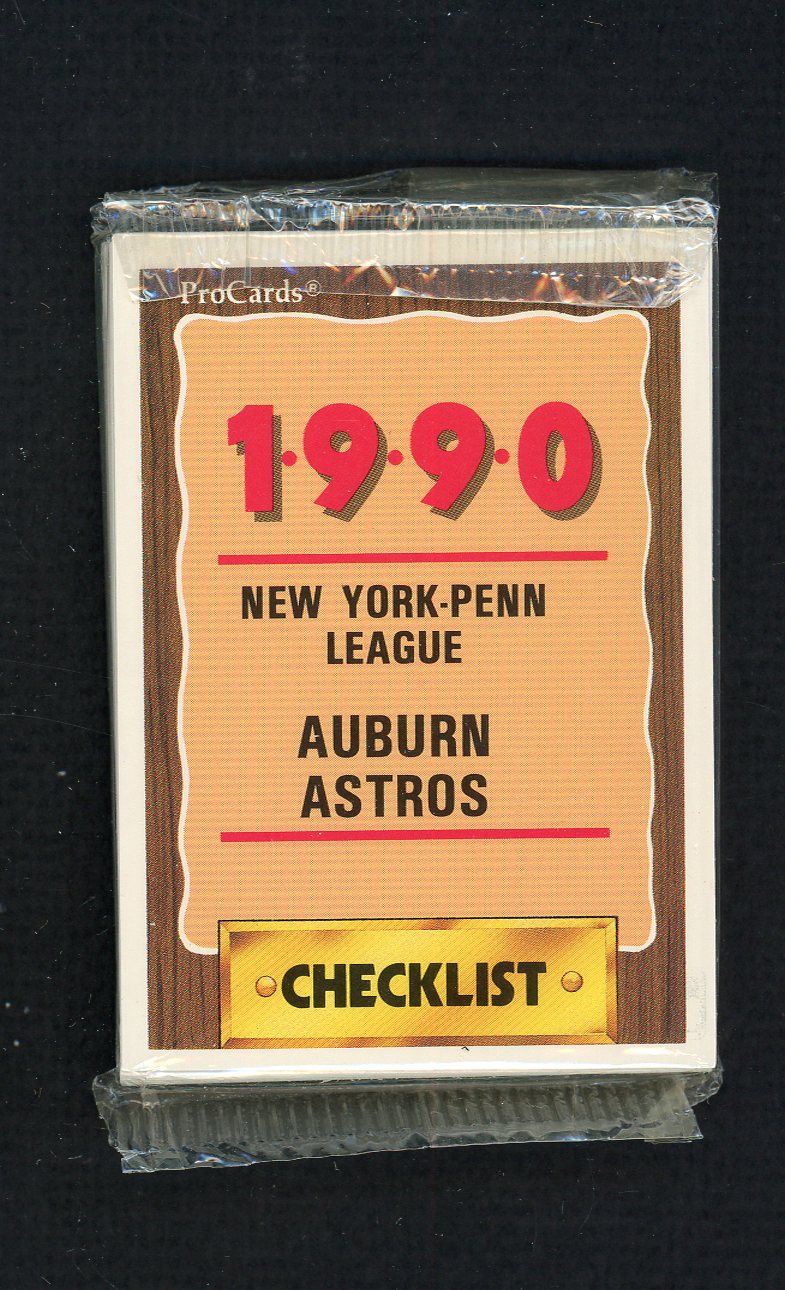 ProCards®
1·9·9·0
NEW YORK-PENN
LEAGUE
AUBURN
ASTROS
CHECKLIST